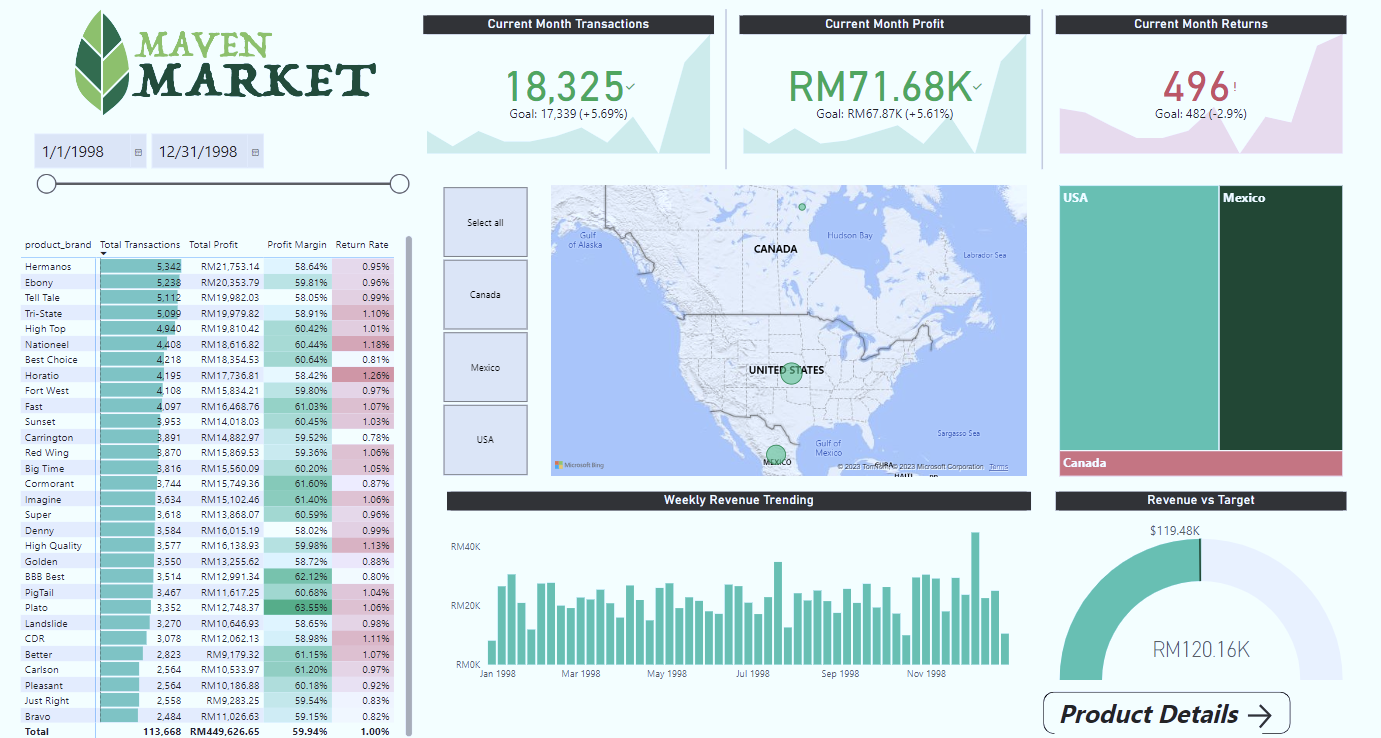 MAVEN
MARKET
1/1/1998
12/31/1998
Current Month Transactions
18,325
Goal: 17,339 (+5.69%)
Current Month Profit
RM71.68K
Goal: RM67.87K (+5.61%)
Current Month Returns
496!
Goal: 482 (-2.9%)
product_brand Total Transactions Total Profit Profit Margin Return Rate
Hermanos 5,342 RM21,753.14 58.64% 0.95%
Ebony 5,238 RM20,353.79 59.81% 0.96%
Tell Tale 5,112 RM19,982.03 58.05% 0.99%
Tri-State 5,099 RM19,979.82 58.91% 1.10%
High Top 4,940 RM19,810.42 60.42% 1.01%
Nationeel 4,408 RM18,616.82 60.44% 1.18%
Best Choice 4,218 RM18,354.53 60.64% 0.81%
Horatio 4,195 RM17,736.81 58.42% 1.26%
Fort West 4,108 RM15,834.21 59.80% 0.97%
Fast 4,097 RM16,468.76 61.03% 1.07%
Sunset 3,953 RM14,018.03 60.45% 1.03%
Carrington 3,891 RM14,882.97 59.52% 0.78%
Red Wing 3,870 RM15,869.53 59.36% 1.06%
Big Time 3,816 RM15,560.09 60.20% 1.05%
Cormorant 3,744 RM15,749.36 61.60% 0.87%
Imagine 3,634 RM15,102.46 61.40% 1.06%
Super 3,618 RM13,868.07 60.59% 0.96%
Denny 3,584 RM16,015.19 58.02% 0.99%
High Quality 3,577 RM16,138.93 59.98% 1.13%
Golden 3,550 RM13,255.62 58.72% 0.88%
BBB Best 3,514 RM12,991.34 62.12% 0.80%
PigTail 3,467 RM11,617.25 60.68% 1.04%
Plato 3,352 RM12,748.37 63.55% 1.06%
Landslide 3,270 RM10,646.93 58.65% 0.98%
CDR 3,078 RM12,062.13 58.98% 1.11%
Better 2,823 RM9,179.32 61.15% 1.07%
Carlson 2,564 RM10,533.97 61.20% 0.97%
Pleasant 2,564 RM10,186.88 60.18% 0.92%
Just Right 2,558 RM9,283.25 59.54% 0.83%
Bravo 2,484 RM11,026.63 59.15% 0.82%
Total 113,668 RM449,626.65 59.94% 1.00%
Select all
Canada
Mexico
USA
Gulf
of Alaska
CANADA
Hudson Bay
Labrador Sea
UNITED STATES
Sargasso Sea
Gulf of
Mexico
MEXICO
CUBA
Microsoft Bing
© 2023 TomTom, © 2023 Microsoft Corporation Terms
USA
Mexico
Canada
Weekly Revenue Trending
RM40K
RM20K
RM0K
Jan 1998 Mar 1998 May 1998 Jul 1998 Sep 1998 Nov 1998
Revenue vs Target
$119.48K
RM120.16K
Product Details